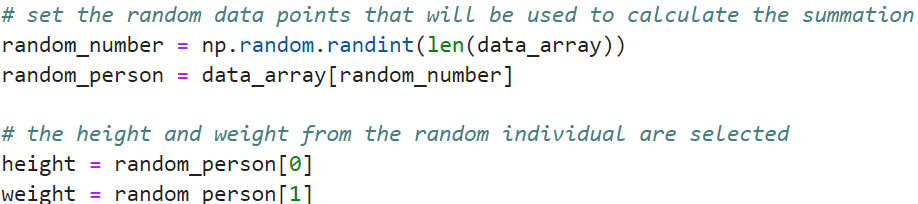 # set the random data points that will be used to calculate the summation
random_number = np.random.randint(len(data_array))
random_person = data_array[random_number]
# the height and weight from the random individual are selected
height = random_person[0]
weight = random_person[1]